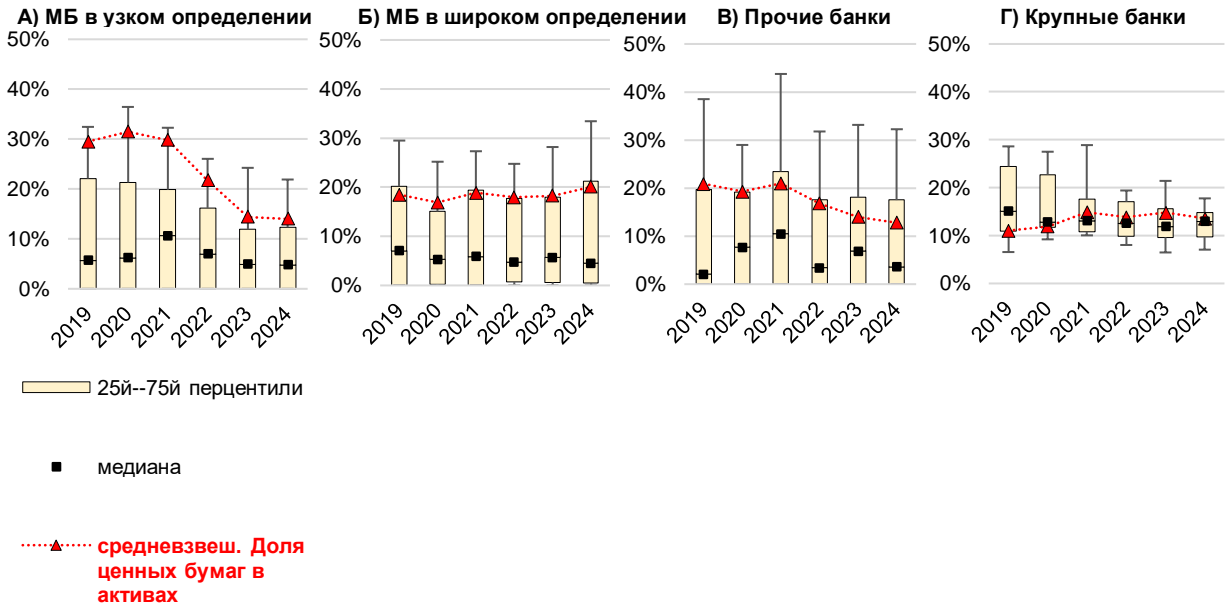 А) МБ в узком определении
50%
40%
30%
20%
10%
0%
2019 2020 2021 2022 2023 2024
Б) МБ в широком определении
50%
40%
30%
20%
10%
0%
2019 2020 2021 2022 2023 2024
В) Прочие банки
50%
40%
30%
20%
10%
0%
2019 2020 2021 2022 2023 2024
Г) Крупные банки
50%
40%
30%
20%
10%
0%
2019 2020 2021 2022 2023 2024
25й--75й перцентили
медиана
средневзвеш. Доля
ценных бумаг в
активах